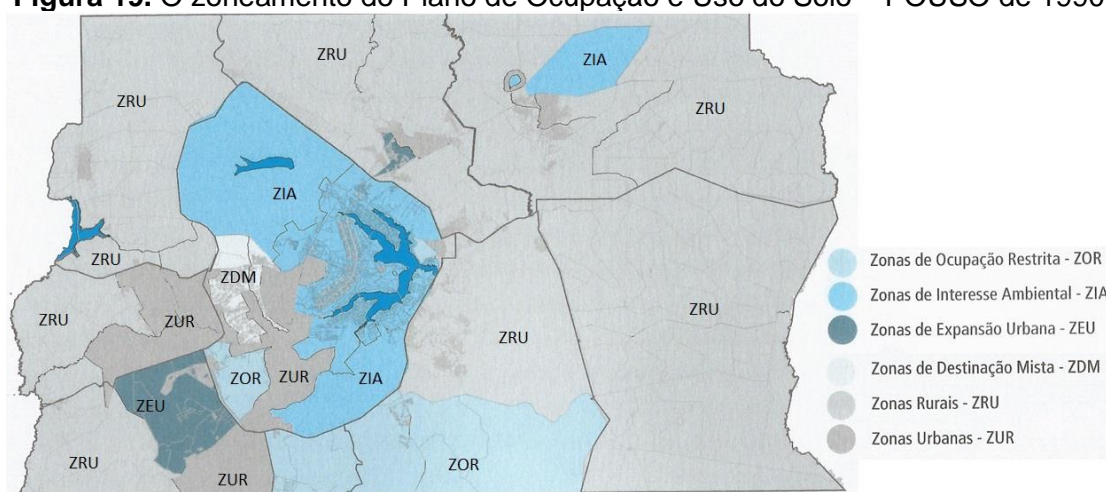 Figura 15. O zoneamento do Plano de Ocupação e Uso do Solo – POUSO de 1990
ZRU
ZIA
ZRU
ZRU
ZIA
ZRU
ZDM
ZRU
ZUR
ZRU
ZRU
ZOR
ZUR
ZIA
ZEU
ZRU
ZUR
ZOR
Zonas de Ocupação Restrita - ZOR
Zonas de Interesse Ambiental - ZIA
Zonas de Expansão Urbana - ZEU
Zonas de Destinação Mista - ZDM
Zonas Rurais - ZRU
Zonas Urbanas - ZUR